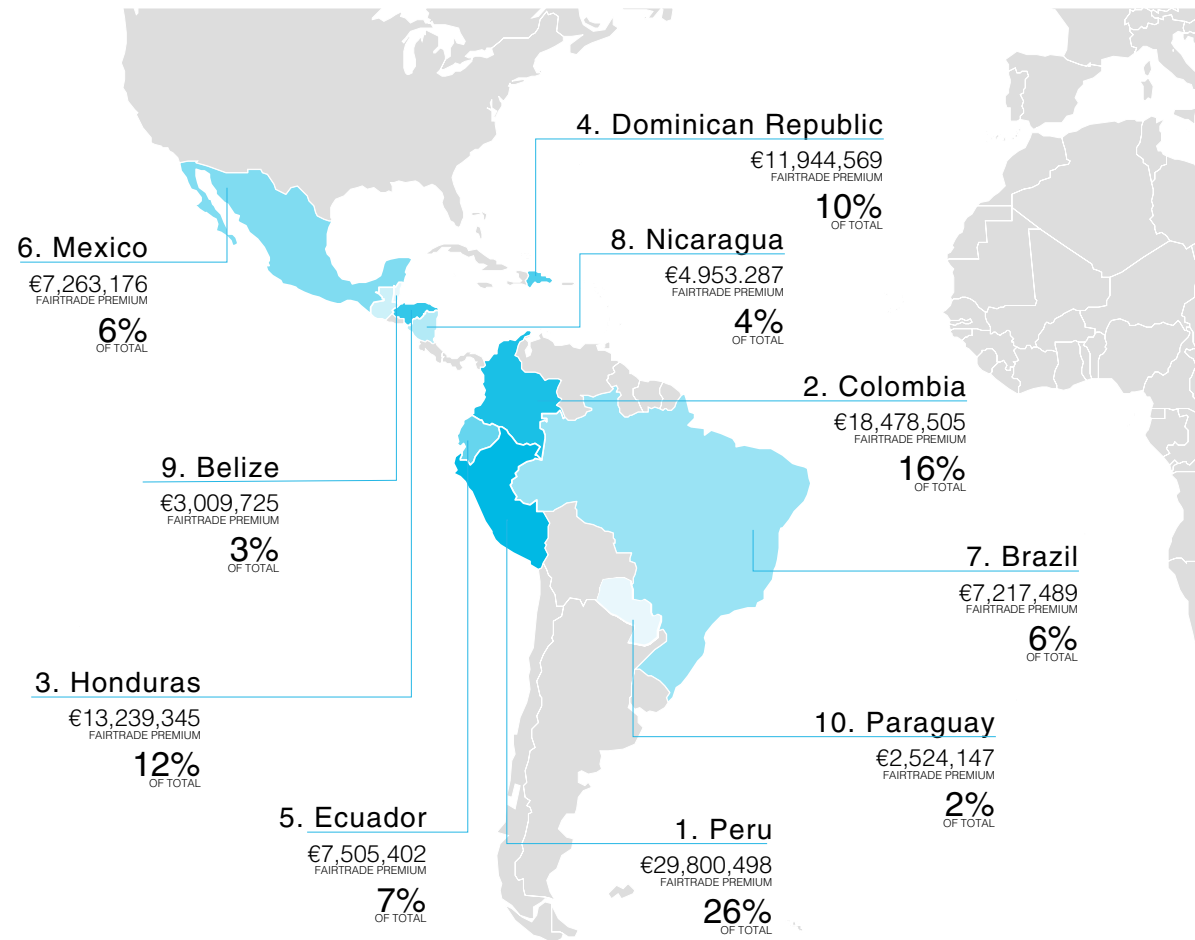 4. Dominican Republic
€11,944,569
FAIRTRADE PREMIUM
10%
OF TOTAL
6. Mexico
€7,263,176
FAIRTRADE PREMIUM
6%
OF TOTAL
8. Nicaragua
€4.953.287
FAIRTRADE PREMIUM
4%
OF TOTAL
2. Colombia
€18,478,505
FAIRTRADE PREMIUM
16%
OF TOTAL
9. Belize
€3,009,725
FAIRTRADE PREMIUM
3%
OF TOTAL
7. Brazil
€7,217,489
FAIRTRADE PREMIUM
6%
OF TOTAL
3. Honduras
€13,239,345
FAIRTRADE PREMIUM
12%
OF TOTAL
10. Paraguay
€2,524,147
FAIRTRADE PREMIUM
2%
OF TOTAL
5. Ecuador
€7,505,402
FAIRTRADE PREMIUM
7%
OF TOTAL
1. Peru
€29,800,498
FAIRTRADE PREMIUM
26%
OF TOTAL